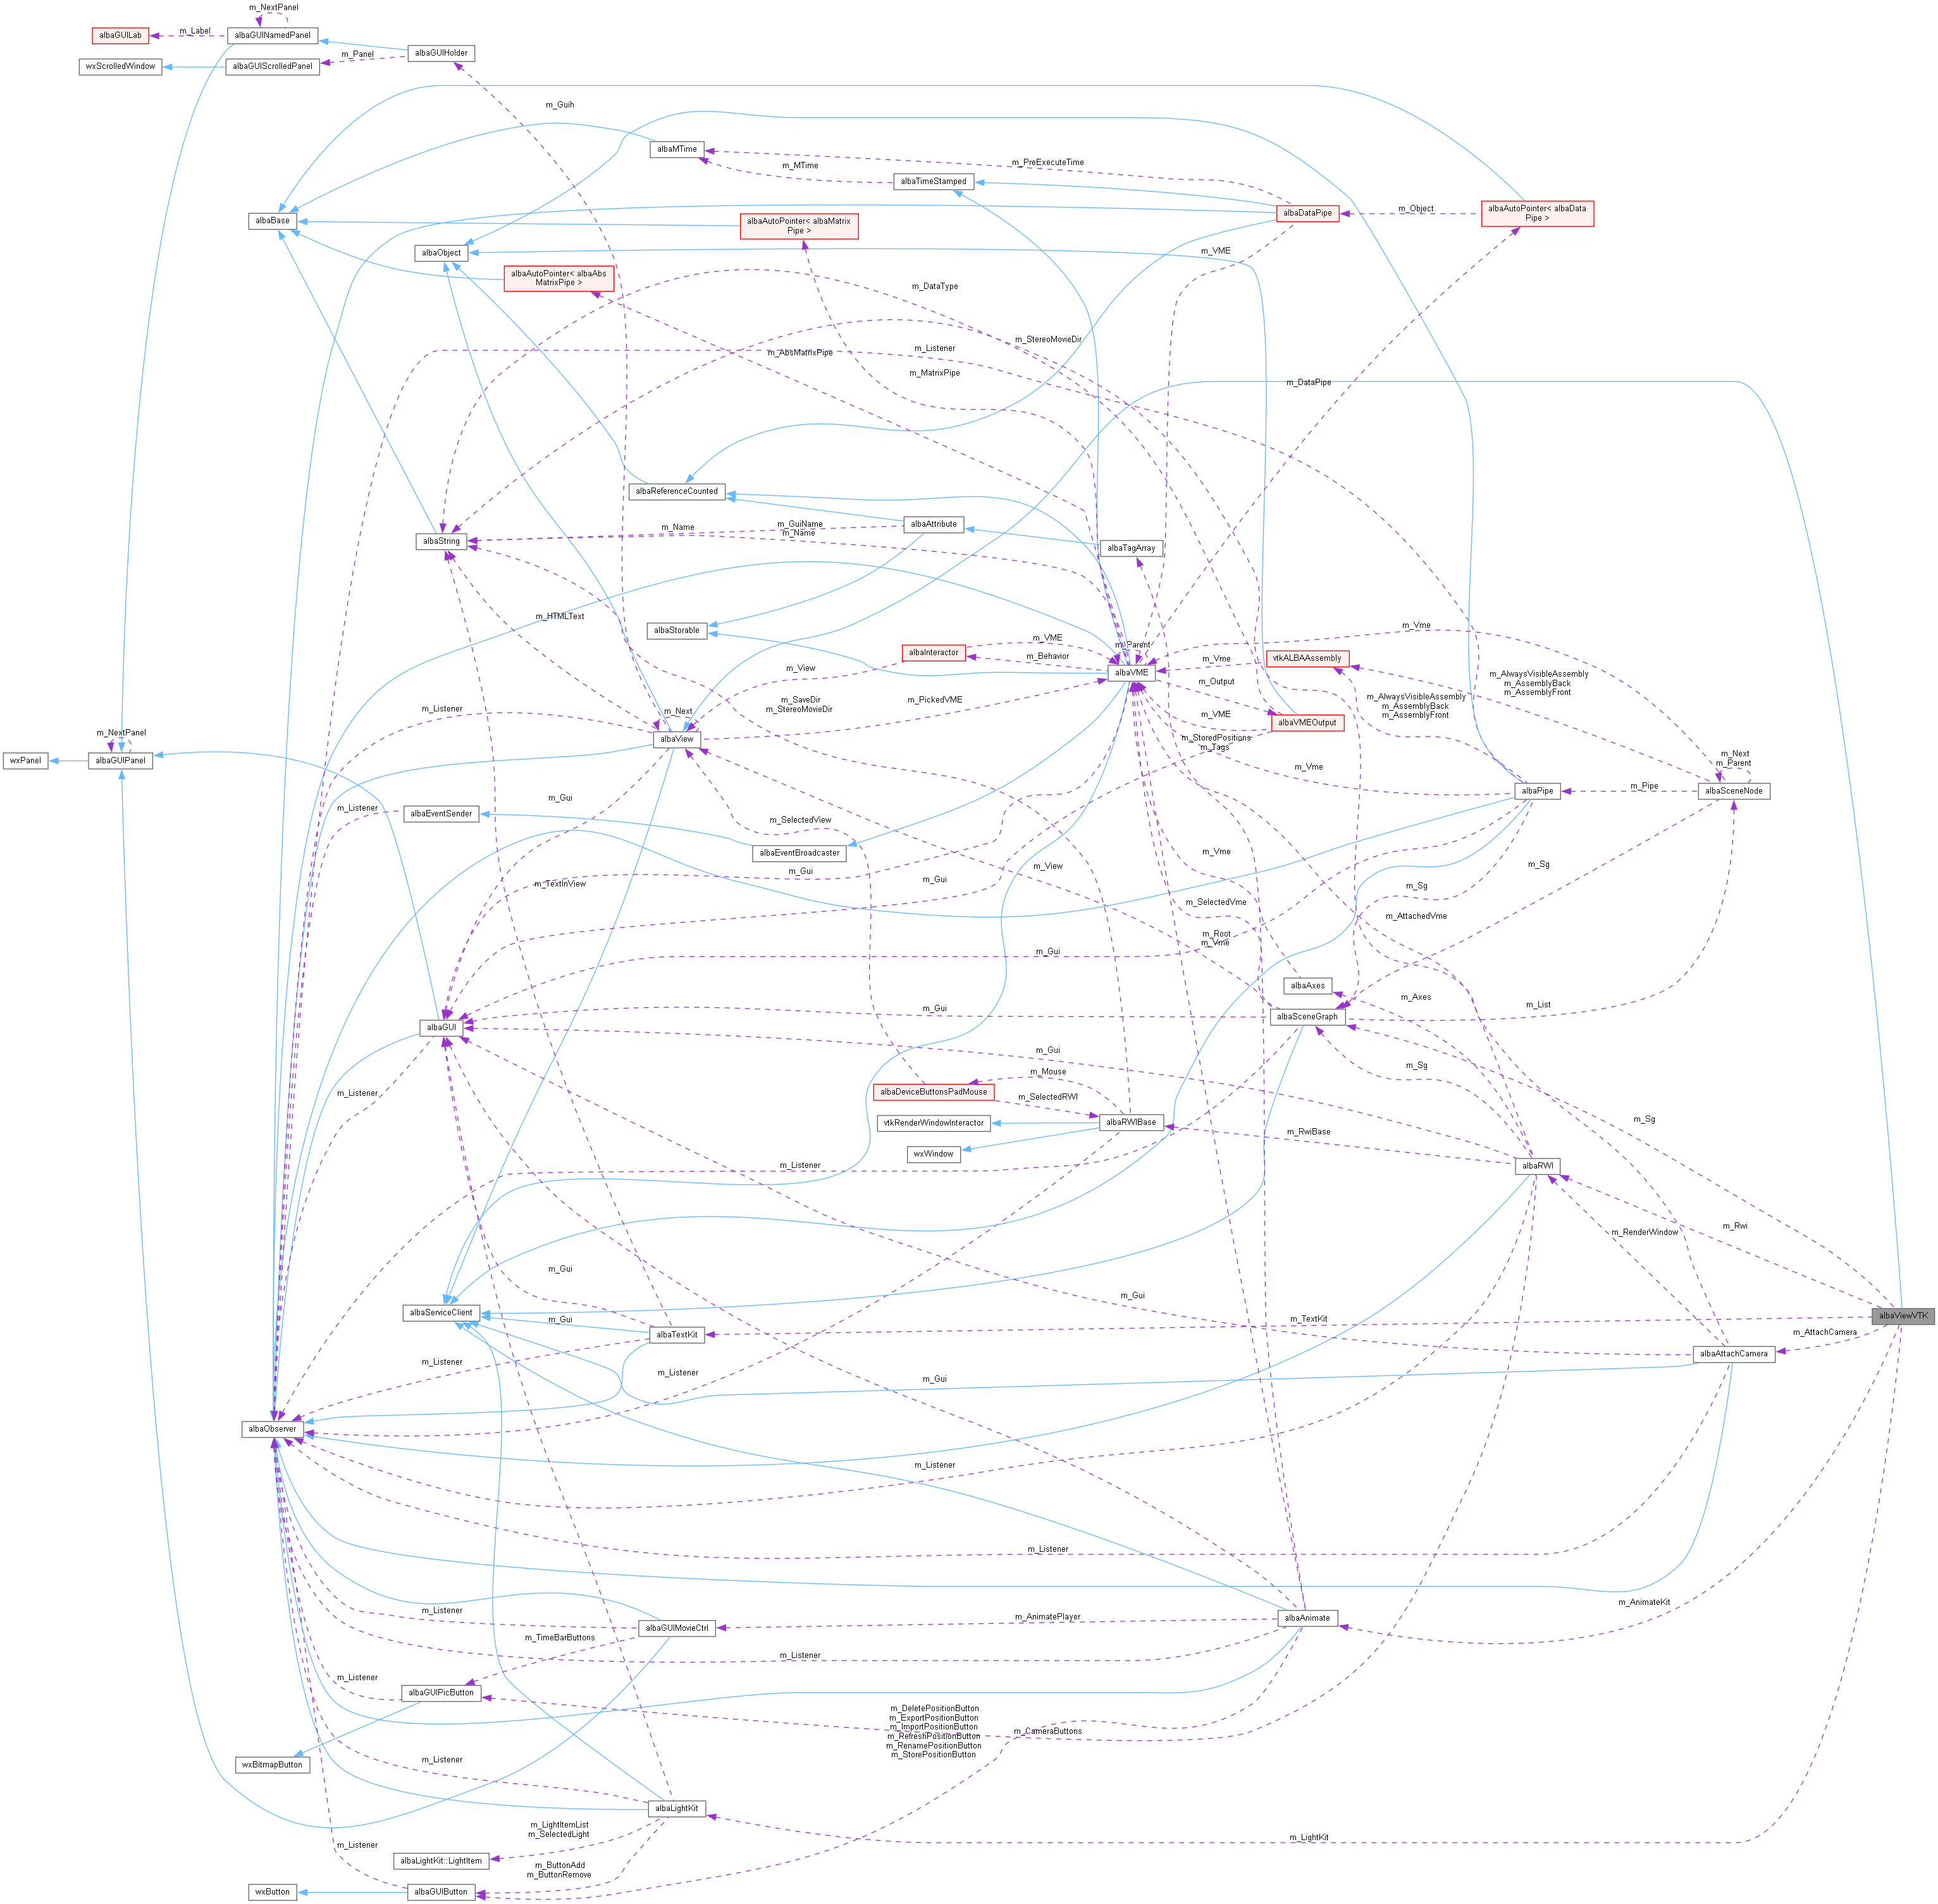 m_NextPanel
albaGUILab
m_Label
albaGUINamedPanel
albaGUIHolder
m_Panel
wxScrolledWindow
albaGUIScrolledPanel
m_Guih
albaMTime
m_PreExecuteTime
m_MTime
albaTimeStamped
albaBase
albaAutoPointer< albaMatrix
Pipe >
albaDataPipe
m_Object
albaAutoPointer< albaData
Pipe >
albaObject
m_VME
albaAutoPointer< albaAbs
MatrixPipe >
m_DataType
m_StereoMovieDir
m_Listener
m_AbsMatrixPipe
m_MatrixPipe
m_DataPipe
albaReferenceCounted
albaString
m_Name
m_GuiName
m_Name
albaAttribute
albaTagArray
m_HTMLText
albaStorable
m_Vme
albaInteractor
m_VME
m_Parent
m_Behavior
albaVME
m_Vme
vtkALBAAssembly
m_View
m_Output
m_AlwaysVisibleAssembly
m_AssemblyBack
m_AssemblyFront
m_SaveDir
m_StereoMovieDir
m_PickedVME
m_AlwaysVisibleAssembly
m_AssemblyBack
m_AssemblyFront
m_Listener
m_Next
albaView
m_VME
albaVMEOutput
m_NextPanel
wxPanel
albaGUIPanel
m_StoredPositions
m_Tags
m_Next
m_Parent
m_Vme
albaPipe
m_Pipe
albaSceneNode
m_Gui
m_Listener
albaEventSender
m_SelectedView
albaEventBroadcaster
m_Vme
m_Gui
m_TextInView
m_Gui
m_View
m_Sg
m_Sg
m_SelectedVme
m_AttachedVme
m_Root
m_Vme
m_Gui
albaAxes
m_Axes
m_List
m_Gui
albaGUI
albaSceneGraph
m_Gui
m_Sg
m_Mouse
m_Listener
albaDeviceButtonsPadMouse
m_SelectedRWI
m_Sg
vtkRenderWindowInteractor
albaRWIBase
m_RwiBase
wxWindow
m_Listener
albaRWI
m_Rwi
m_RenderWindow
m_Gui
m_Gui
albaServiceClient
m_Gui
albaTextKit
m_TextKit
albaViewVTK
m_AttachCamera
m_Listener
m_Listener
m_Gui
albaAttachCamera
albaObserver
m_Listener
m_Listener
m_AnimateKit
m_Listener
albaGUIMovieCtrl
m_AnimatePlayer
albaAnimate
m_TimeBarButtons
m_Listener
m_Listener
albaGUIPicButton
m_DeletePositionButton
m_ExportPositionButton
m_ImportPositionButton
m_RefreshPositionButton
m_RenamePositionButton
m_StorePositionButton
m_CameraButtons
wxBitmapButton
m_Listener
albaLightKit
m_LightItemList
m_SelectedLight
m_LightKit
m_Listener
albaLightKit::LightItem
m_ButtonAdd
m_ButtonRemove
wxButton
albaGUIButton